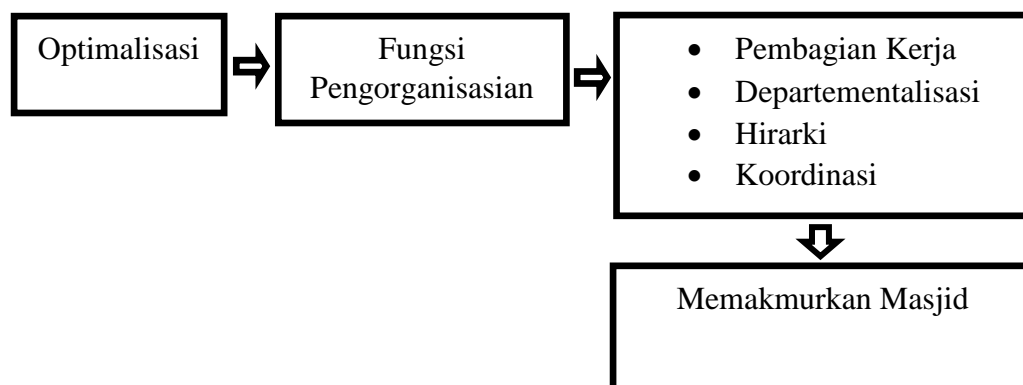 Optimalisasi
Fungsi
Pengorganisasian
• Pembagian Kerja
• Departementalisasi
• Hirarki
• Koordinasi
Memakmurkan Masjid